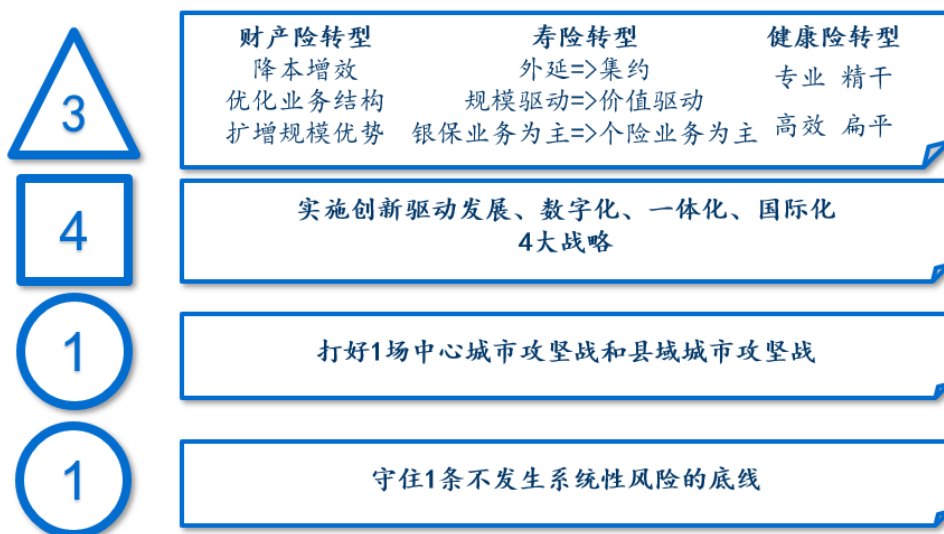 3
财产险转型
降本增效
优化业务结构
扩增规模优势
寿险转型
外延=>集约
规模驱动=>价值驱动
银保业务为主=>个险业务为主
健康险转型
专业 精干
高效 扁平
4
实施创新驱动发展、数字化、一体化、国际化
4大战略
1
打好1场中心城市攻坚战和县域城市攻坚战
1
守住1条不发生系统性风险的底线